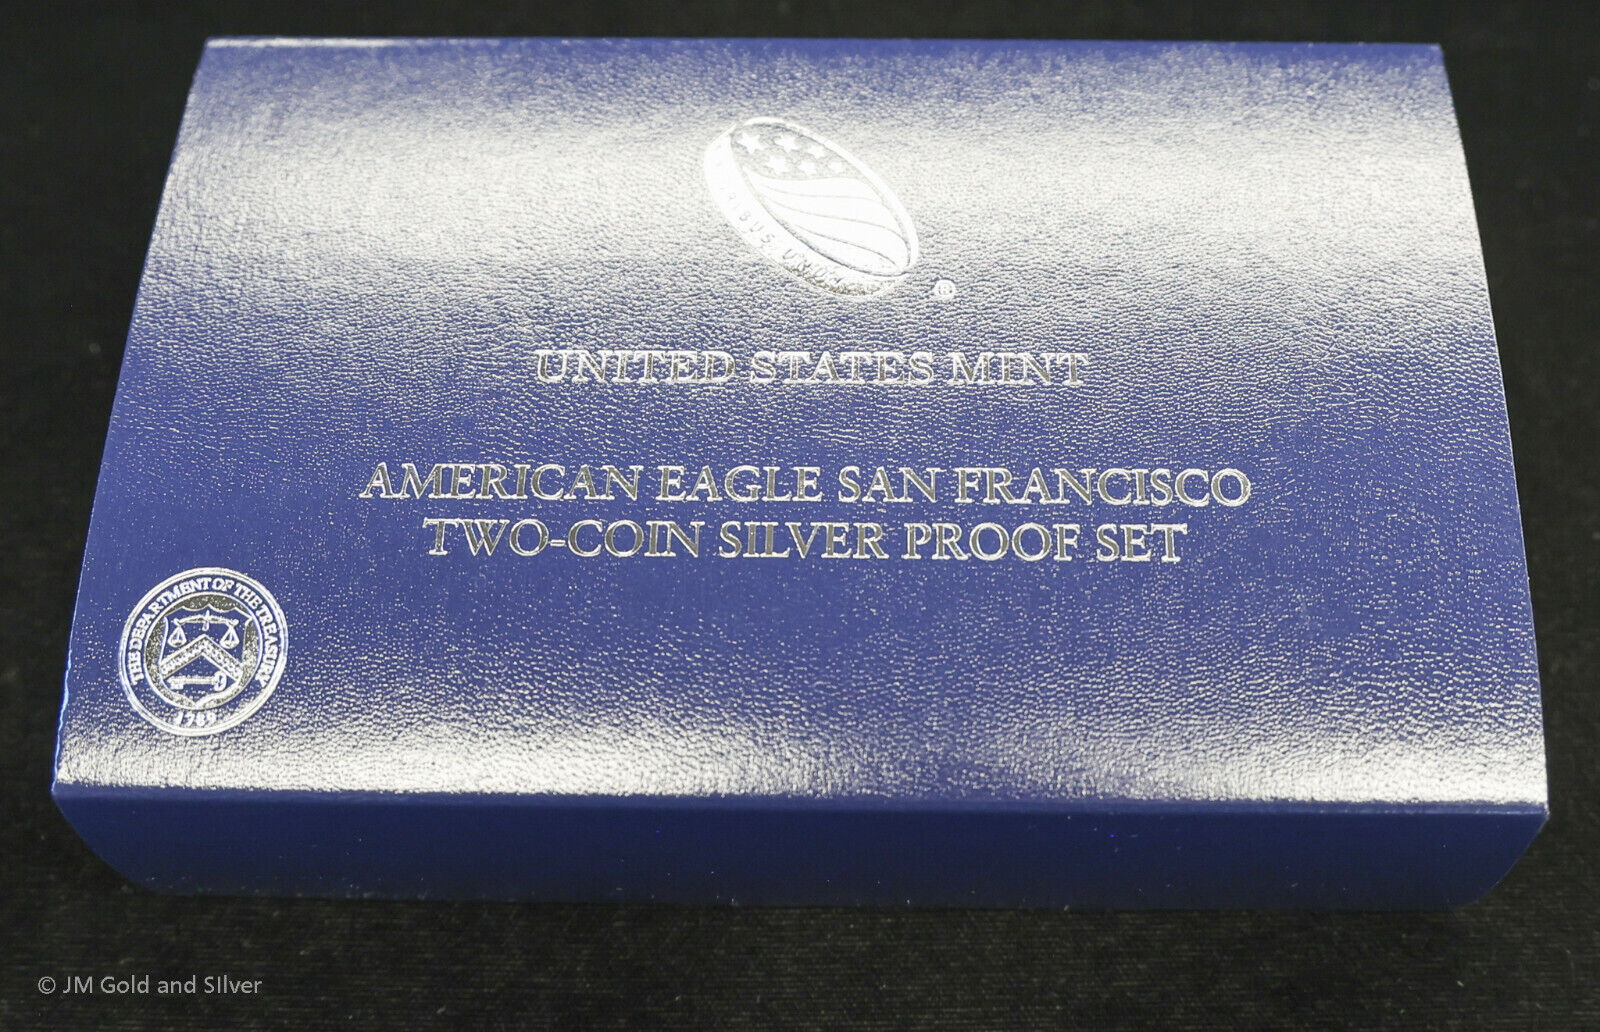 UNUM
®
UNITED STATES MINT
AMERICAN EAGLE SAN FRANCISCO
TWO-COIN SILVER PROOF SET
THE DEPARTMENT OF THE TREASURY
1789
© JM Gold and Silver